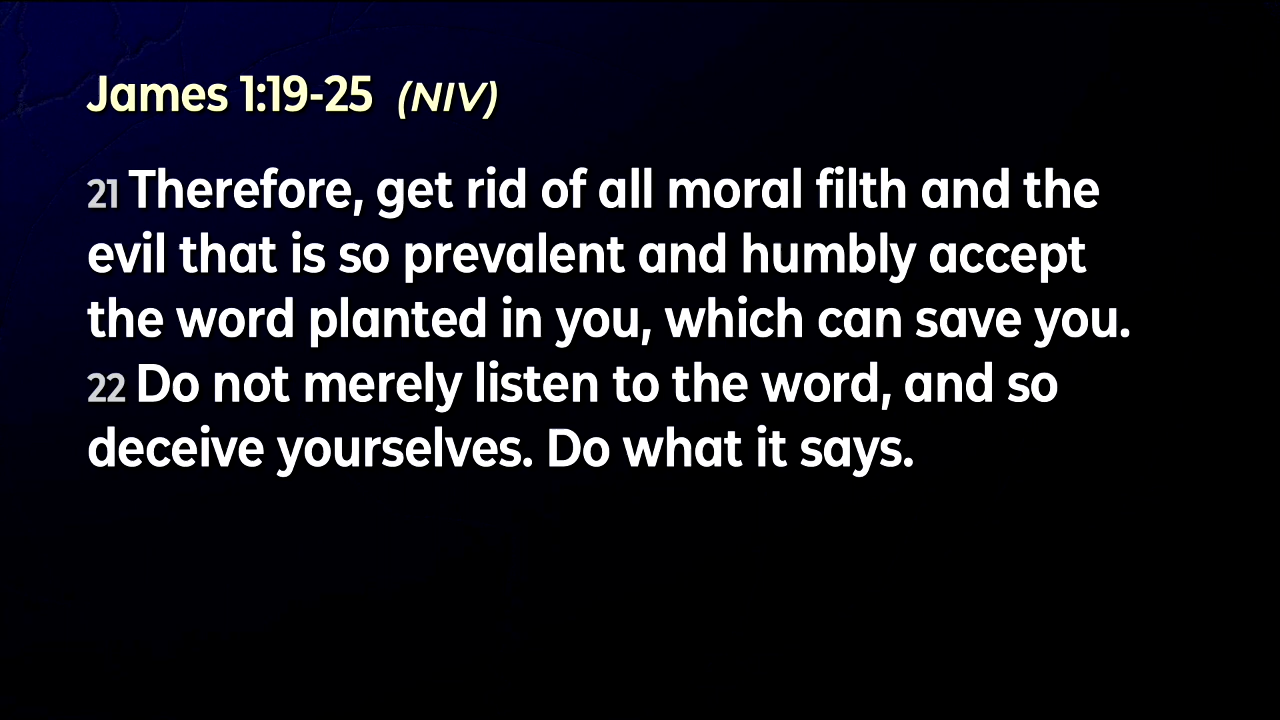 James 1:19-25 (NIV)
21 Therefore, get rid of all moral filth and the
evil that is so prevalent and humbly accept
the word planted in you, which can save you.
22 Do not merely listen to the word, and so
deceive yourselves. Do what it says.